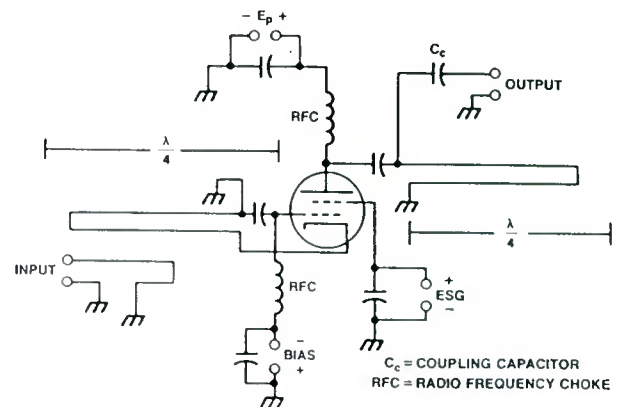 − Ep +
Cc
OUTPUT
RFC
λ
4
λ
4
INPUT
RFC
+
ESG
−
−
BIAS
+
Cc = COUPLING CAPACITOR
RFC = RADIO FREQUENCY CHOKE